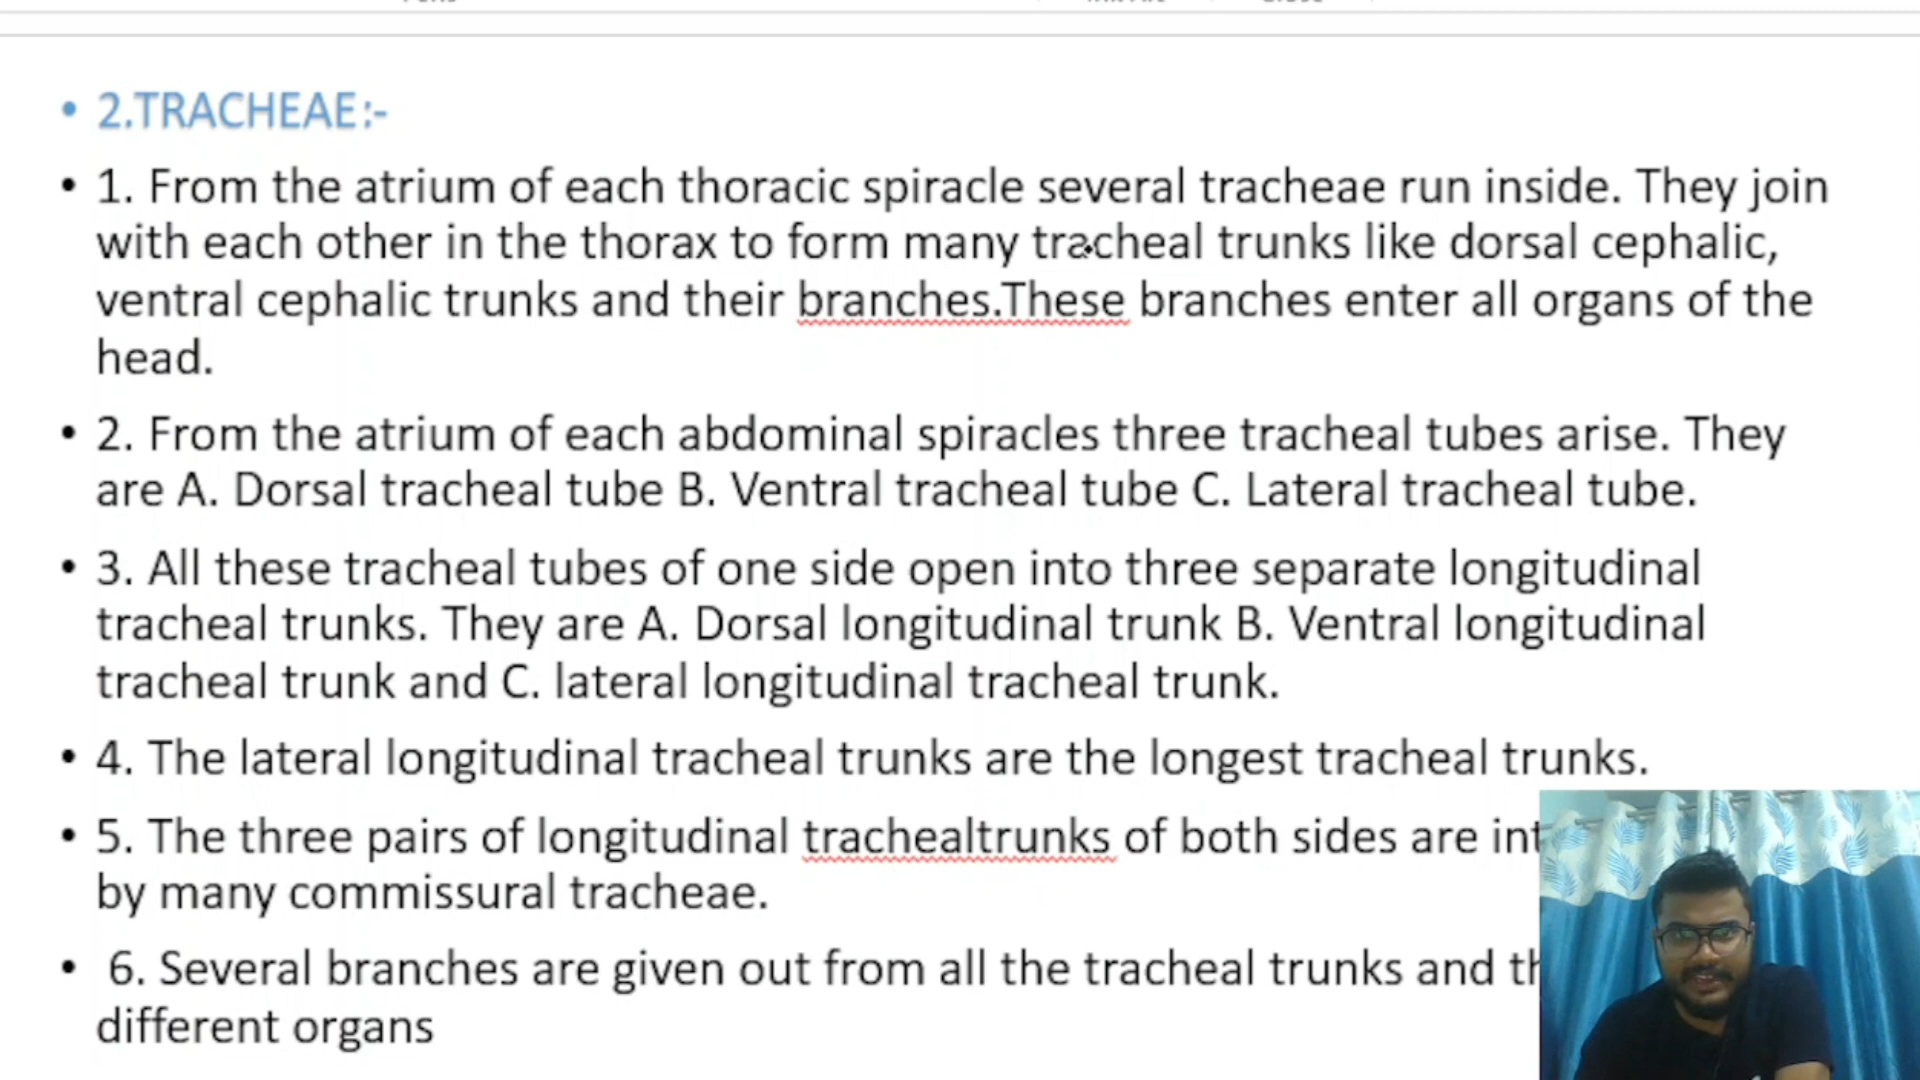 • 2.TRACHEAE:-
• 1. From the atrium of each thoracic spiracle several tracheae run inside. They join
with each other in the thorax to form many tracheal trunks like dorsal cephalic,
ventral cephalic trunks and their branches.These branches enter all organs of the
head.
• 2. From the atrium of each abdominal spiracles three tracheal tubes arise. They
are A. Dorsal tracheal tube B. Ventral tracheal tube C. Lateral tracheal tube.
• 3. All these tracheal tubes of one side open into three separate longitudinal
tracheal trunks. They are A. Dorsal longitudinal trunk B. Ventral longitudinal
tracheal trunk and C. lateral longitudinal tracheal trunk.
• 4. The lateral longitudinal tracheal trunks are the longest tracheal trunks.
• 5. The three pairs of longitudinal trachealtrunks of both sides are
by many commissural tracheae.
• 6. Several branches are given out from all the tracheal trunks and
different organs